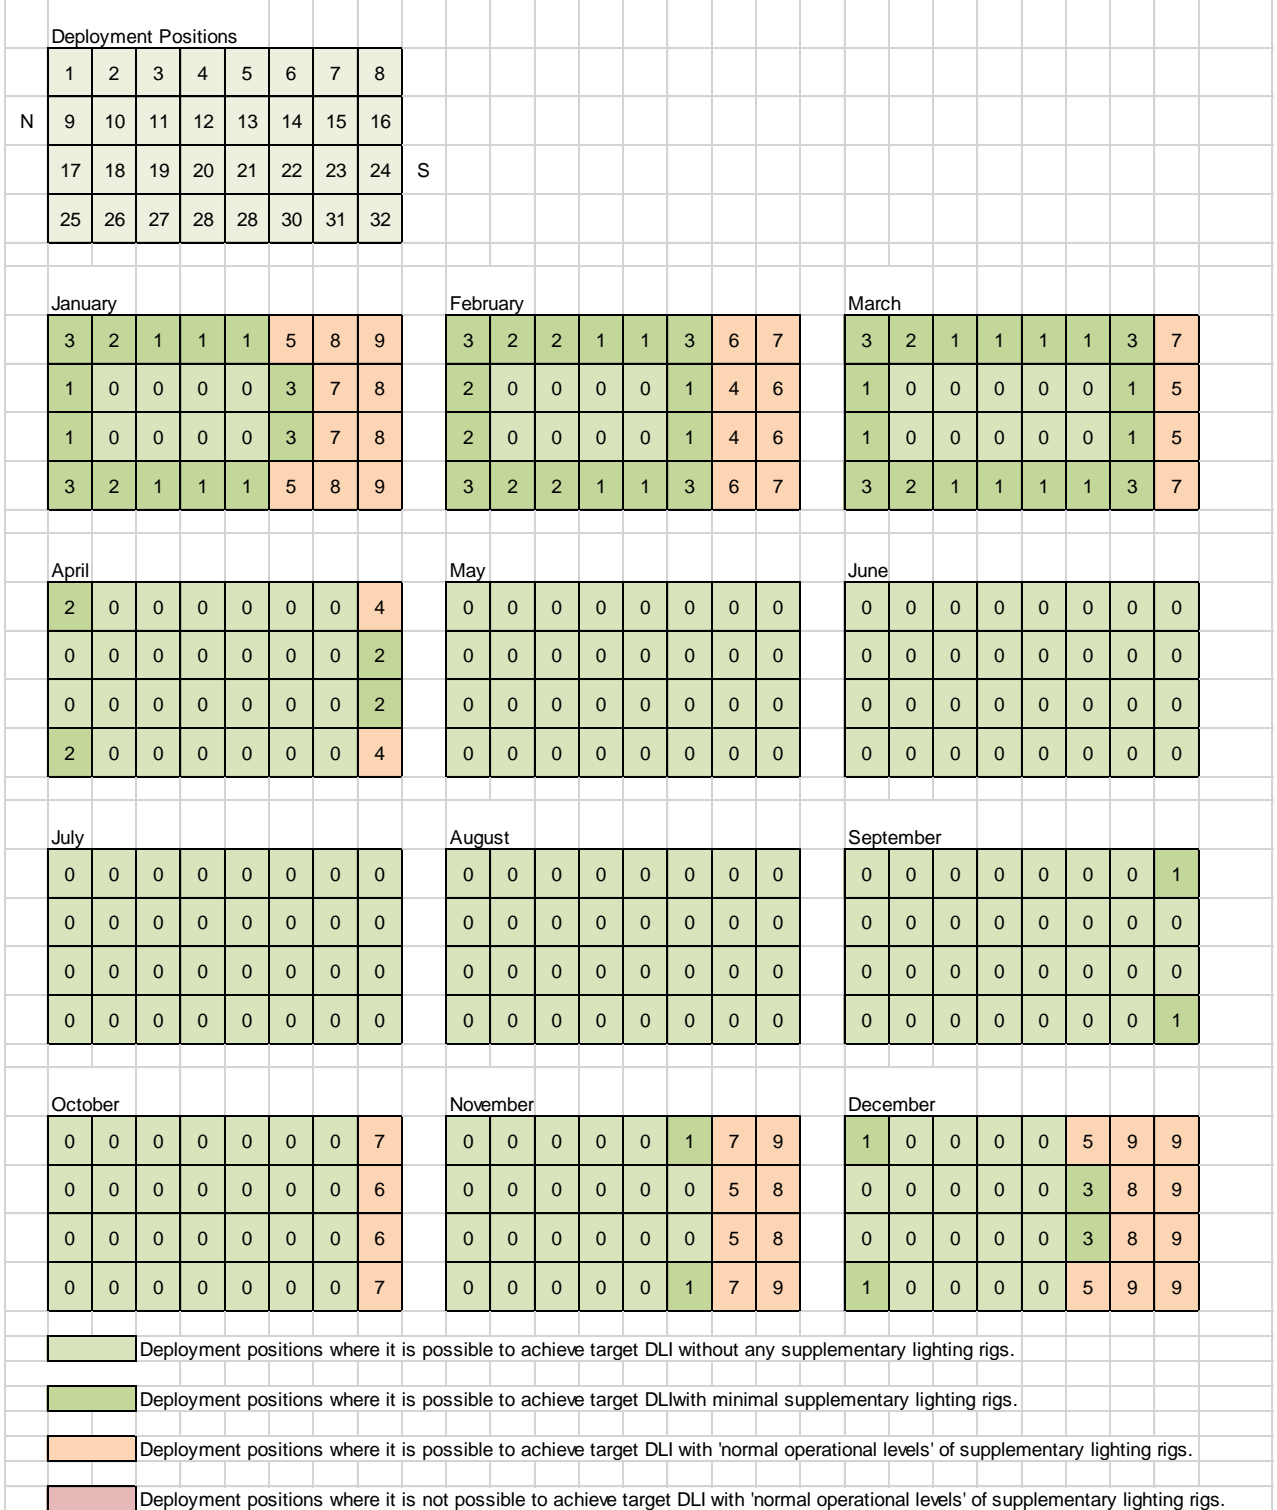 Deployment Positions
1 2 3 4 5 6 7 8
N 9 10 11 12 13 14 15 16
17 18 19 20 21 22 23 24 S
25 26 27 28 28 30 31 32
January February March
3 2 1 1 1 5 8 9 3 2 2 1 1 3 6 7 3 2 1 1 1 1 3 7
1 0 0 0 0 3 7 8 2 0 0 0 0 1 4 6 1 0 0 0 0 0 1 5
1 0 0 0 0 3 7 8 2 0 0 0 0 1 4 6 1 0 0 0 0 0 1 5
3 2 1 1 1 5 8 9 3 2 2 1 1 3 6 7 3 2 1 1 1 1 3 7
April May June
2 0 0 0 0 0 0 4 0 0 0 0 0 0 0 0 0 0 0 0 0 0 0 0
0 0 0 0 0 0 0 2 0 0 0 0 0 0 0 0 0 0 0 0 0 0 0 0
0 0 0 0 0 0 0 2 0 0 0 0 0 0 0 0 0 0 0 0 0 0 0 0
2 0 0 0 0 0 0 4 0 0 0 0 0 0 0 0 0 0 0 0 0 0 0 0
July August September
0 0 0 0 0 0 0 0 0 0 0 0 0 0 0 0 0 0 0 0 0 0 0 1
0 0 0 0 0 0 0 0 0 0 0 0 0 0 0 0 0 0 0 0 0 0 0 0
0 0 0 0 0 0 0 0 0 0 0 0 0 0 0 0 0 0 0 0 0 0 0 0
0 0 0 0 0 0 0 0 0 0 0 0 0 0 0 0 0 0 0 0 0 0 0 1
October November December
0 0 0 0 0 0 0 7 0 0 0 0 0 1 7 9 1 0 0 0 0 5 9 9
0 0 0 0 0 0 0 6 0 0 0 0 0 0 5 8 0 0 0 0 0 3 8 9
0 0 0 0 0 0 0 6 0 0 0 0 0 0 5 8 0 0 0 0 0 3 8 9
0 0 0 0 0 0 0 7 0 0 0 0 0 1 7 9 1 0 0 0 0 5 9 9
Deployment positions where it is possible to achieve target DLI without any supplementary lighting rigs.
Deployment positions where it is possible to achieve target DLIwith minimal supplementary lighting rigs.
Deployment positions where it is possible to achieve target DLI with 'normal operational levels' of supplementary lighting rigs.
Deployment positions where it is not possible to achieve target DLI with 'normal operational levels' of supplementary lighting rigs.